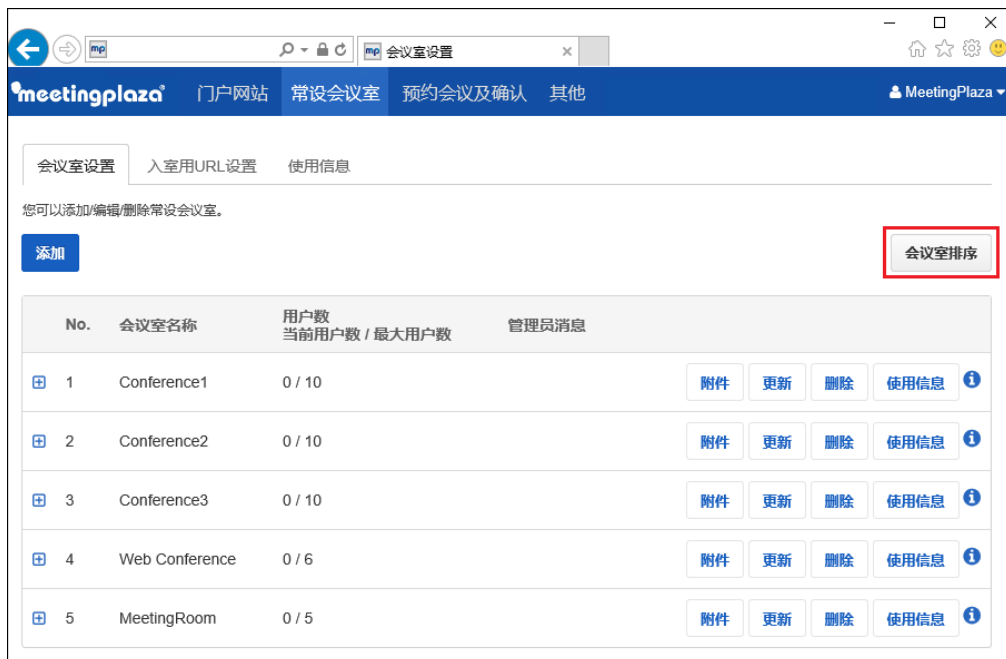 mp
mp 会议室设置
meetingplaza 门户网站 常设会议室 预约会议及确认 其他 MeetingPlaza
会议室设置 入室用URL设置 使用信息
您可以添加/编辑/删除常设会议室。
添加 会议室排序
No. 会议室名称 用户数 管理员消息
当前用户数 / 最大用户数
1 Conference1 0 / 10 附件 更新 删除 使用信息
2 Conference2 0 / 10 附件 更新 删除 使用信息
3 Conference3 0 / 10 附件 更新 删除 使用信息
4 Web Conference 0 / 6 附件 更新 删除 使用信息
5 MeetingRoom 0 / 5 附件 更新 删除 使用信息